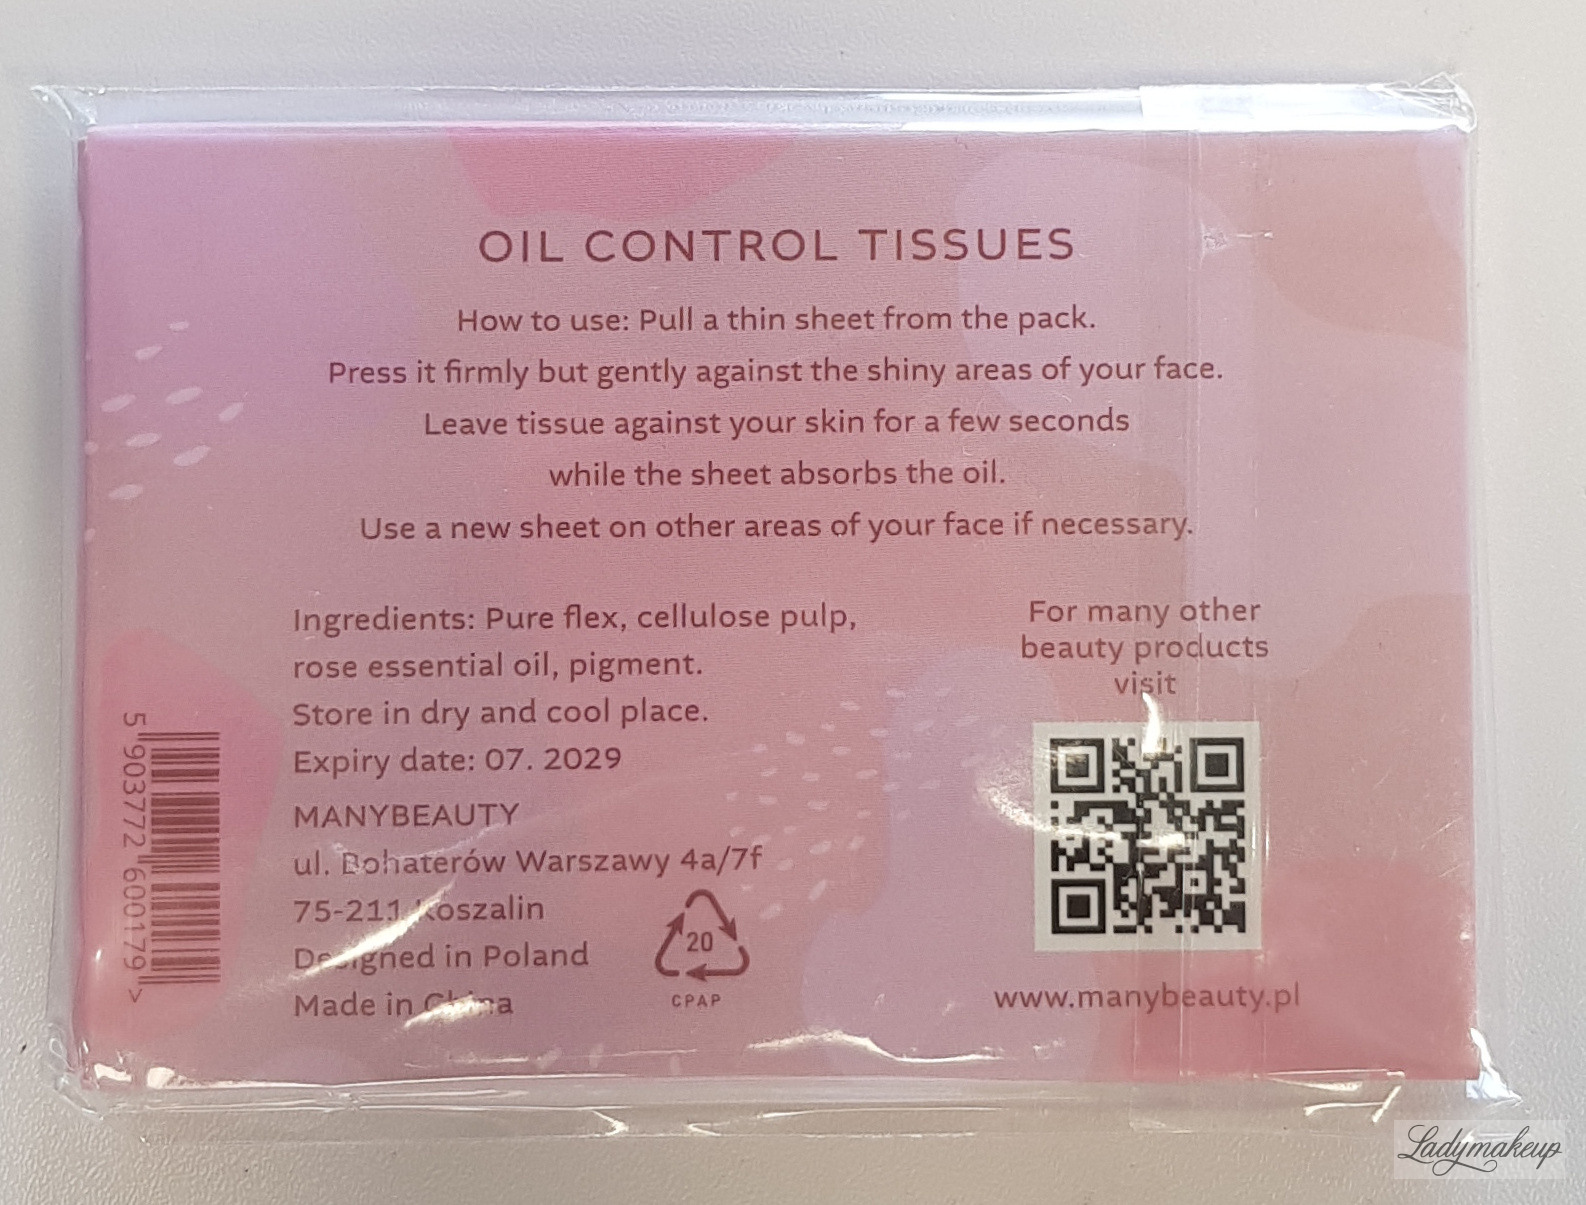 OIL CONTROL TISSUES
How to use: Pull a thin sheet from the pack.
Press it firmly but gently against the shiny areas of your face.
Leave tissue against your skin for a few seconds
while the sheet absorbs the oil.
Use a new sheet on other areas of your face if necessary.
Ingredients: Pure flex, cellulose pulp,
rose essential oil, pigment.
Store in dry and cool place.
Expiry date: 07. 2029
MANYBEAUTY
ul. Bohaterów Warszawy 4a/7f
75-211 Koszalin
Designed in Poland
Made in China
20
CPAP
For many other
beauty products
visit
www.manybeauty.pl
5 903772 600179 >
Ladymakeup